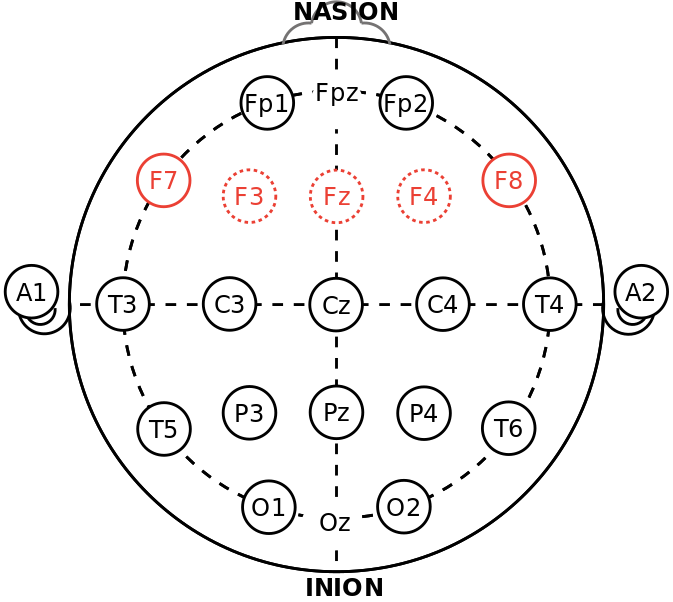 NASION
Fp1 Fpz Fp2
F7 F3 Fz F4 F8
A1 T3 C3 Cz C4 T4 A2
T5 P3 Pz P4 T6
O1 Oz O2
INION